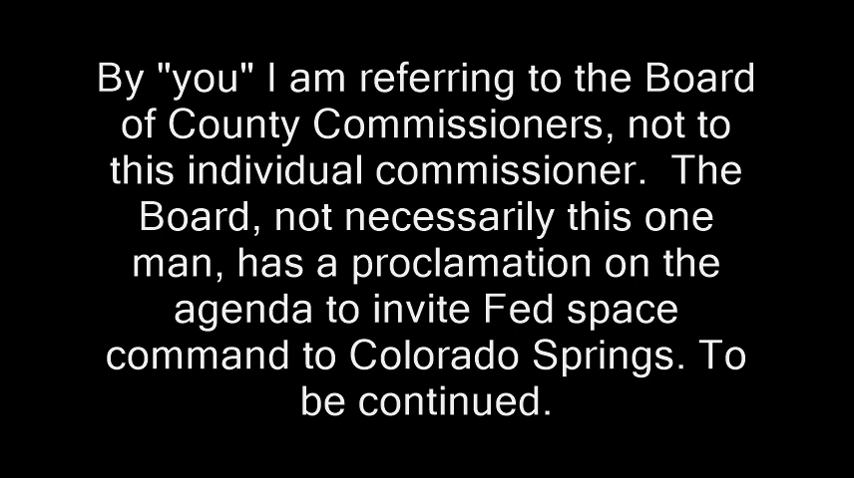 By "you" I am referring to the Board
of County Commissioners, not to
this individual commissioner.  The
Board, not necessarily this one
man, has a proclamation on the
agenda to invite Fed space
command to Colorado Springs. To
be continued.